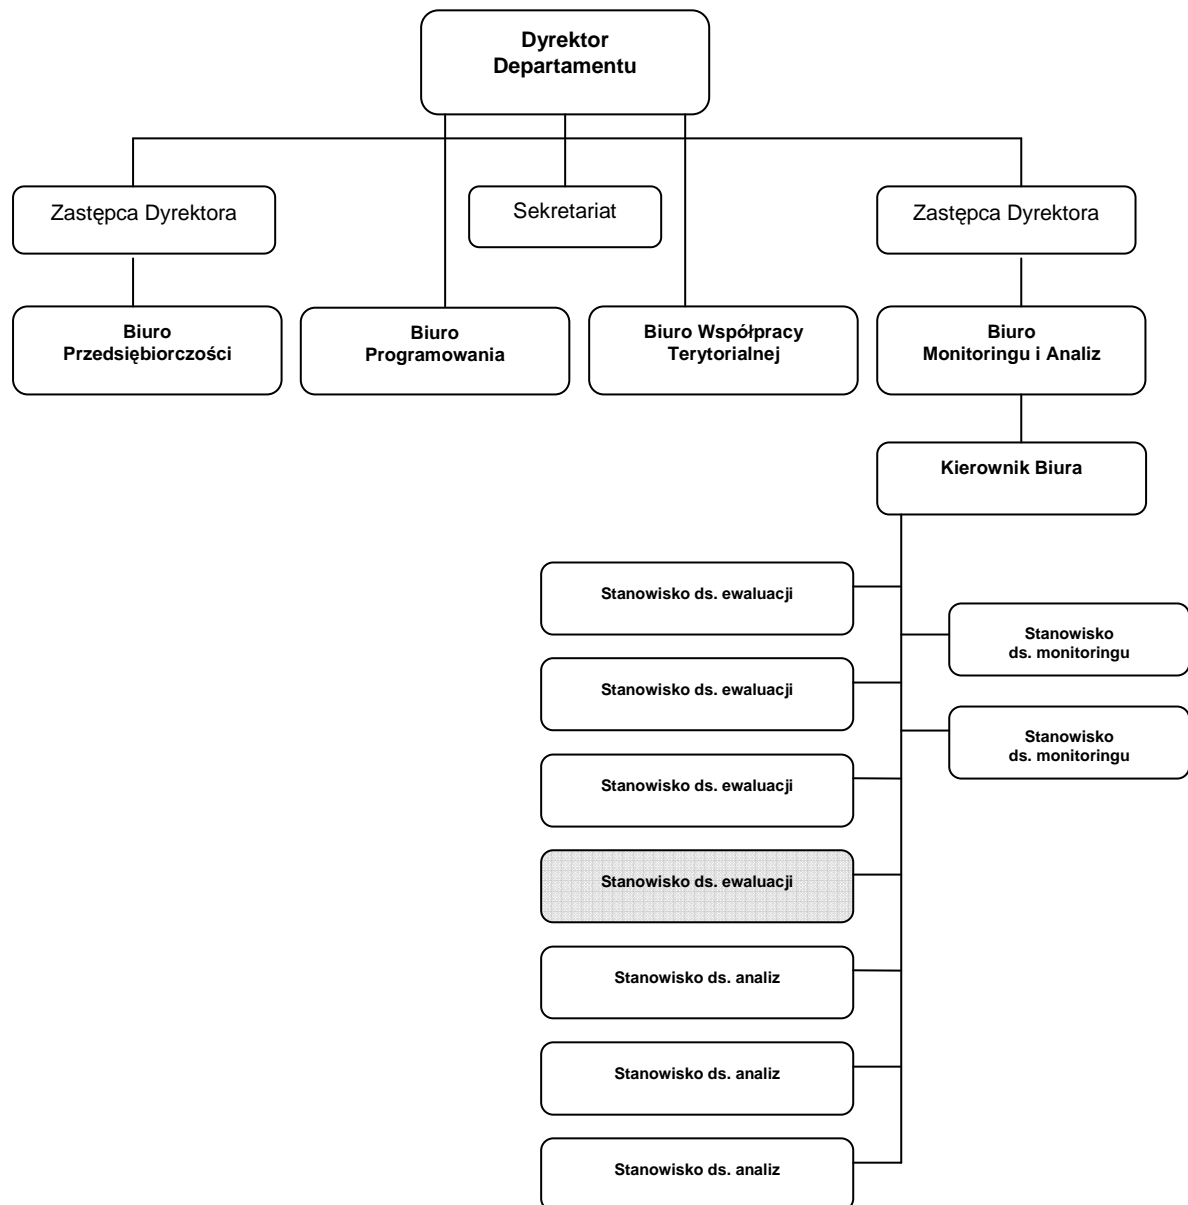 Dyrektor
Departamentu
Zastępca Dyrektora
Sekretariat
Zastępca Dyrektora
Biuro
Przedsiębiorczości
Biuro
Programowania
Biuro Współpracy
Terytorialnej
Biuro
Monitoringu i Analiz
Kierownik Biura
Stanowisko ds. ewaluacji
Stanowisko
ds. monitoringu
Stanowisko ds. ewaluacji
Stanowisko
ds. monitoringu
Stanowisko ds. ewaluacji
Stanowisko ds. ewaluacji
Stanowisko ds. analiz
Stanowisko ds. analiz
Stanowisko ds. analiz